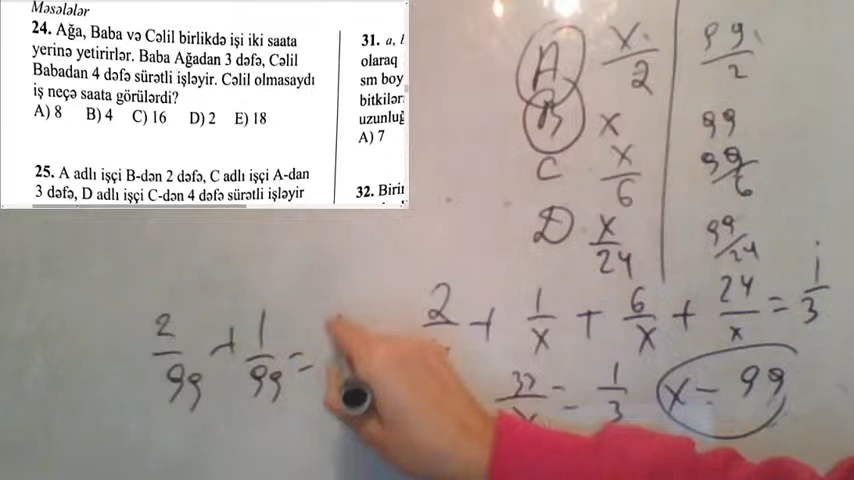 Məsələlər
24. Ağa, Baba və Cəlil birlikdə işi iki saata
yerinə yetirirlər. Baba Ağadan 3 dəfə, Cəlil
Babadan 4 dəfə sürətli işləyir. Cəlil olmasaydı
iş neçə saata görülərdi?
A) 8 B) 4 C) 16 D) 2 E) 18
25. A adlı işçi B-dən 2 dəfə, C adlı işçi A-dan
3 dəfə, D adlı işçi C-dən 4 dəfə sürətli işləyir
31. a,
olaraq
sm boy
bitkilər
uzunluğ
A) 7
32. Birin
A x/2 99/2
B x 99
C x/6 99/6
D x/24 99/24
2/ + 1/x + 6/x + 24/x = 1/3
33/x = 1/3 x = 99
2/99 + 1/99 =